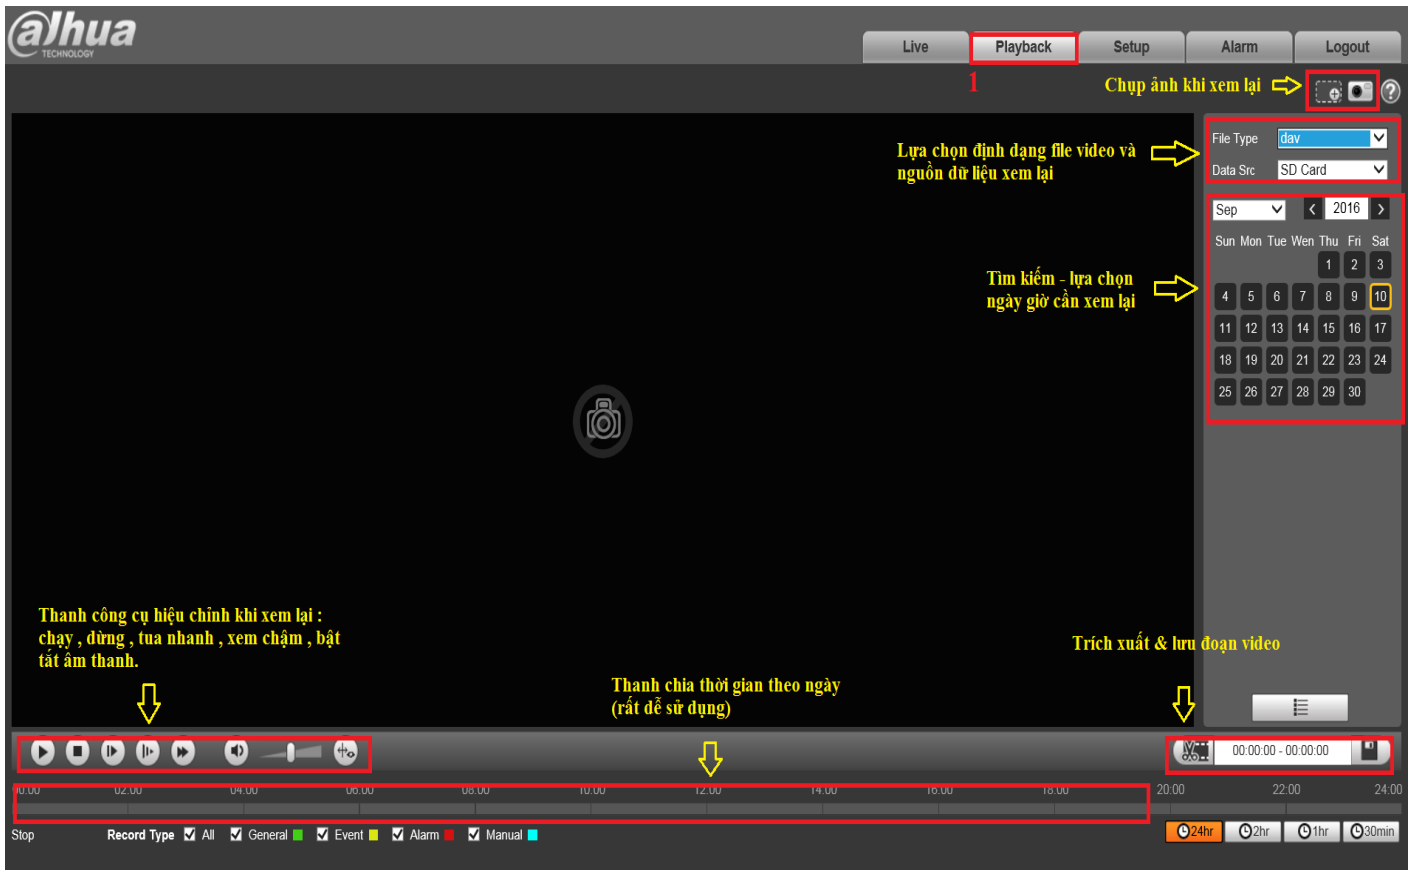 alhua
TECHNOLOGY
Live Playback Setup Alarm Logout
1
Chụp ảnh khi xem lại
?
Lựa chọn định dạng file video và
nguồn dữ liệu xem lại
File Type dav
Data Src SD Card
Sep 2016
Sun Mon Tue Wen Thu Fri Sat
1 2 3
4 5 6 7 8 9 10
11 12 13 14 15 16 17
18 19 20 21 22 23 24
25 26 27 28 29 30
Tìm kiếm - lựa chọn
ngày giờ cần xem lại
Thanh công cụ hiệu chỉnh khi xem lại :
chạy , dừng , tua nhanh , xem chậm , bật
tắt âm thanh.
Thanh chia thời gian theo ngày
(rất dễ sử dụng)
Trích xuất & lưu đoạn video
00:00:00 - 00:00:00
00:00 02:00 04:00 06:00 08:00 10:00 12:00 14:00 16:00 18:00 20:00 22:00 24:00
Stop Record Type All General Event Alarm Manual
24hr 2hr 1hr 30min